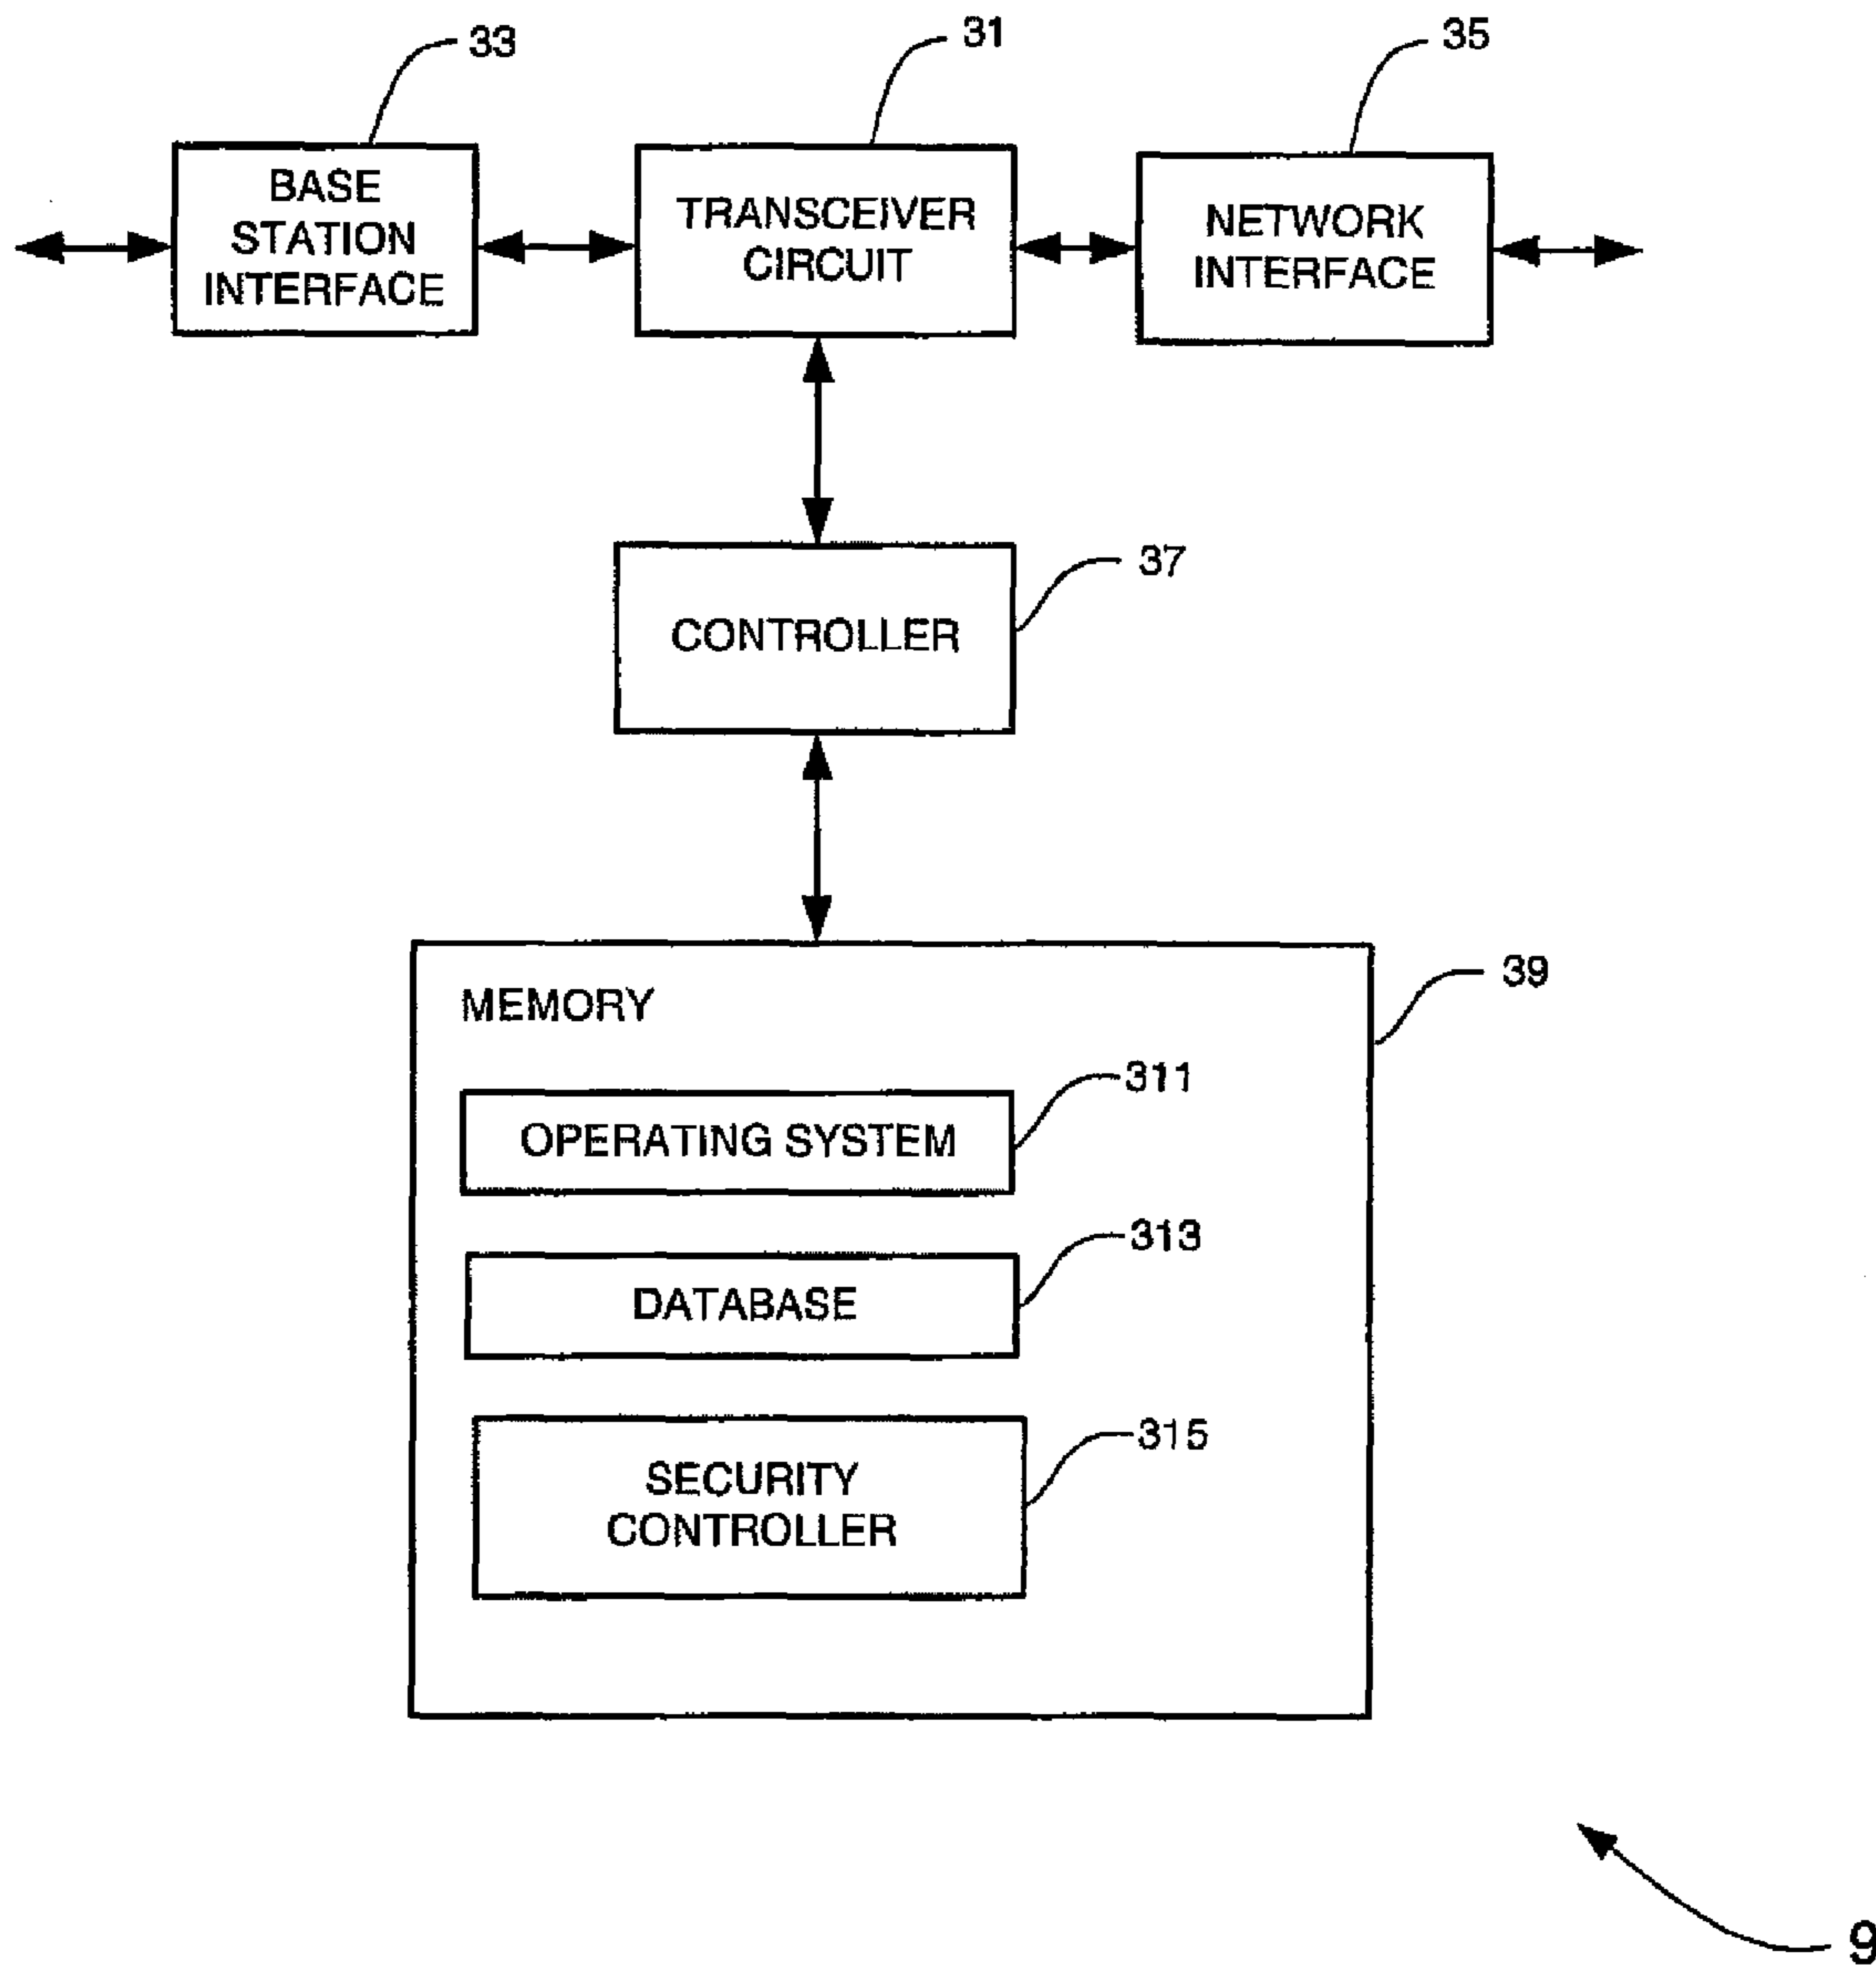 33
31
35
BASE
STATION
INTERFACE
TRANSCEIVER
CIRCUIT
NETWORK
INTERFACE
37
CONTROLLER
39
MEMORY
311
OPERATING SYSTEM
313
DATABASE
315
SECURITY
CONTROLLER
9